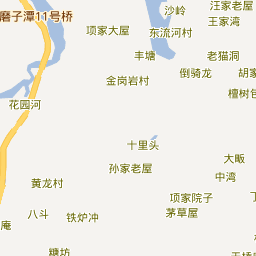 沙岭
汪家老屋
王家湾
磨子潭11号桥
项家大屋
东流河村
丰塘
老猫洞
倒骑龙
胡家
金岗岩村
檀树包
花园河
十里头
大畈
孙家老屋
中湾
黄龙村
项家院子
茅草屋
八斗
铁炉冲
庵
糖坊